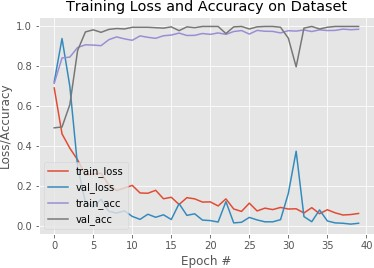 Training Loss and Accuracy on Dataset
1.0
0.8
0.6
0.4
0.2
0.0
Loss/Accuracy
train_loss
val_loss
train_acc
val_acc
0 5 10 15 20 25 30 35 40
Epoch #